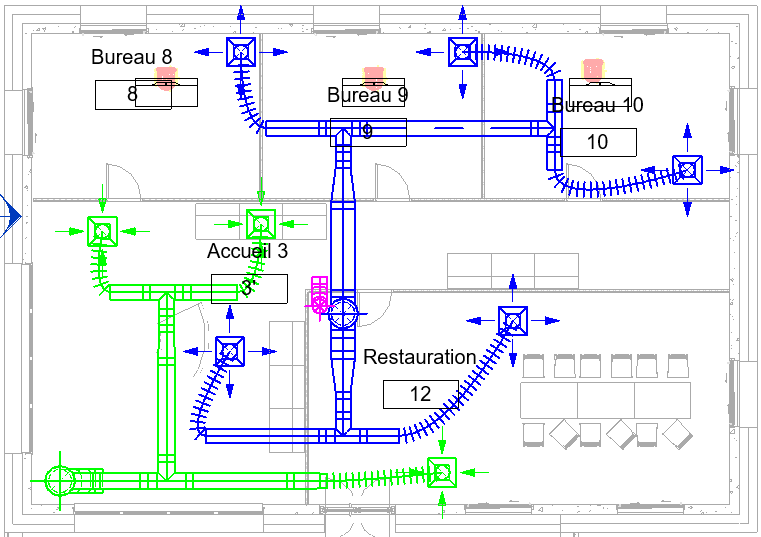 Bureau 8
8
Bureau 9
9
Bureau 10
10
Accueil 3
3'
Restauration
12